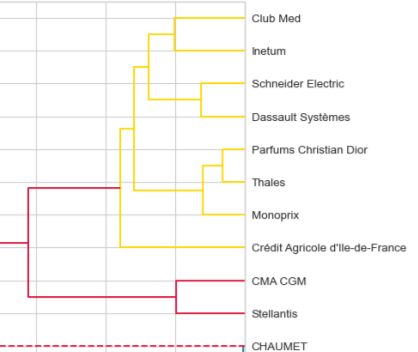 Club Med
Inetum
Schneider Electric
Dassault Systèmes
Parfums Christian Dior
Thales
Monoprix
Crédit Agricole d'Ile-de-France
CMA CGM
Stellantis
CHAUMET